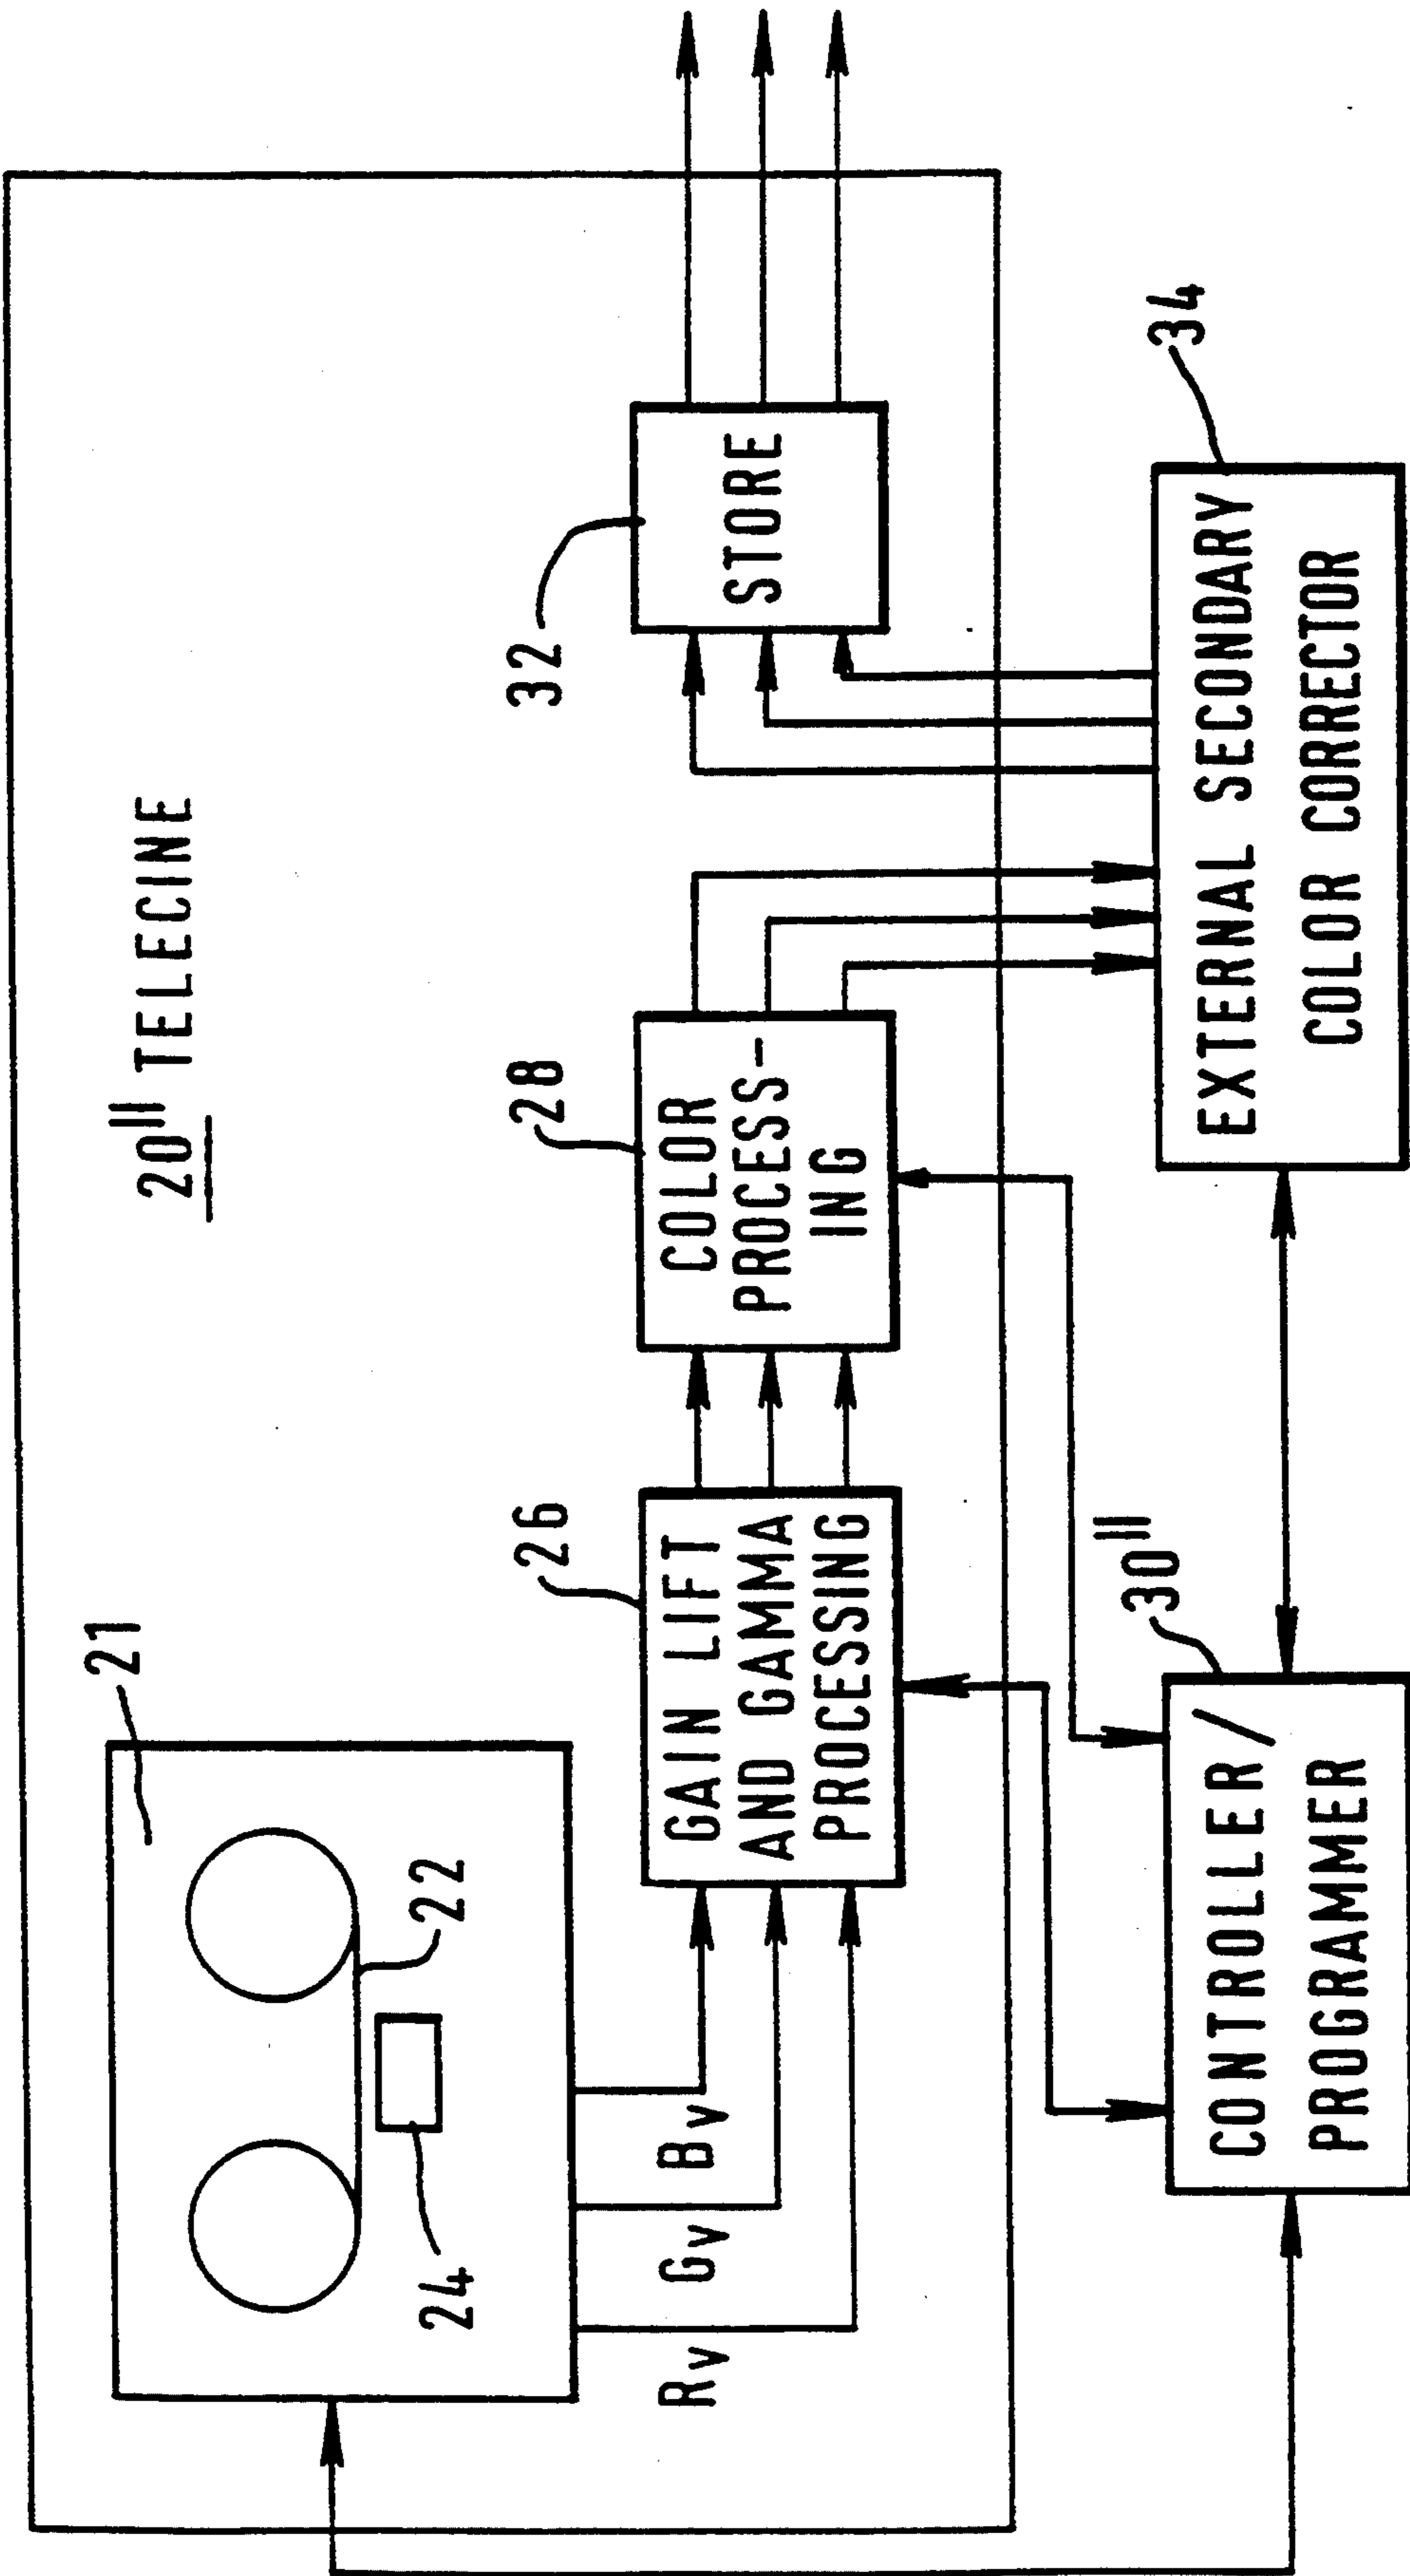 20" TELECINE
21
22
24
Rv
Gv
Bv
26
GAIN LIFT
AND GAMMA
PROCESSING
28
COLOR
PROCESS-
ING
32
STORE
30"
CONTROLLER/
PROGRAMMER
34
EXTERNAL SECONDARY
COLOR CORRECTOR